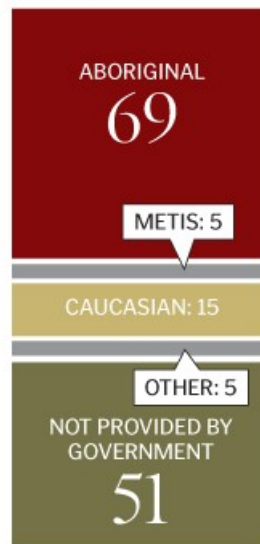 ABORIGINAL
69
METIS: 5
CAUCASIAN: 15
OTHER: 5
NOT PROVIDED BY
GOVERNMENT
51